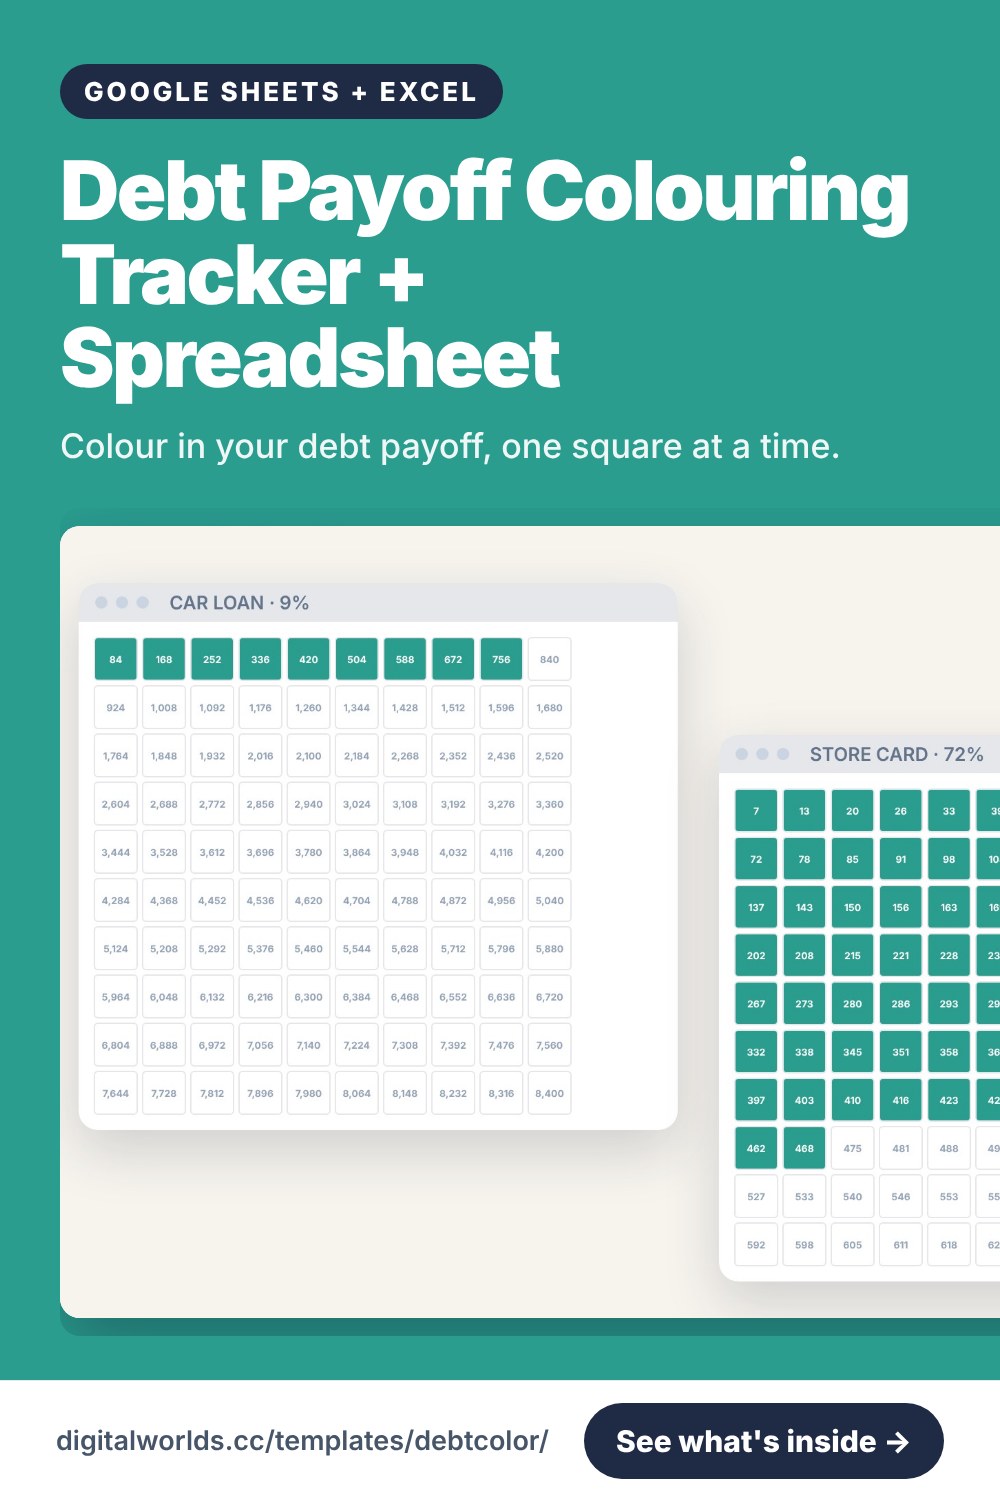 GOOGLE SHEETS + EXCEL
Debt Payoff Colouring
Tracker +
Spreadsheet
Colour in your debt payoff, one square at a time.
CAR LOAN · 9%
84 168 252 336 420 504 588 672 756 840
924 1,008 1,092 1,176 1,260 1,344 1,428 1,512 1,596 1,680
1,764 1,848 1,932 2,016 2,100 2,184 2,268 2,352 2,436 2,520
2,604 2,688 2,772 2,856 2,940 3,024 3,108 3,192 3,276 3,360
3,444 3,528 3,612 3,696 3,780 3,864 3,948 4,032 4,116 4,200
4,284 4,368 4,452 4,536 4,620 4,704 4,788 4,872 4,956 5,040
5,124 5,208 5,292 5,376 5,460 5,544 5,628 5,712 5,796 5,880
5,964 6,048 6,132 6,216 6,300 6,384 6,468 6,552 6,636 6,720
6,804 6,888 6,972 7,056 7,140 7,224 7,308 7,392 7,476 7,560
7,644 7,728 7,812 7,896 7,980 8,064 8,148 8,232 8,316 8,400
STORE CARD · 72%
7 13 20 26 33
72 78 85 91 98
137 143 150 156 163
202 208 215 221 228
267 273 280 286 293
332 338 345 351 358
397 403 410 416 423
462 468 475 481 488
527 533 540 546 553
592 598 605 611 618
digitalworlds.cc/templates/debtcolor/
See what's inside →